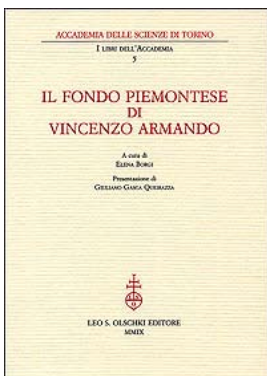 ACCADEMIA DELLE SCIENZE DI TORINO
I LIBRI DELL'ACCADEMIA
5
IL FONDO PIEMONTESE
DI
VINCENZO ARMANDO
A cura di
ELENA BORGI
Presentazione di
GIULIANO GASCA QUEIRAZZA
LEO S. OLSCHKI EDITORE
MMIX